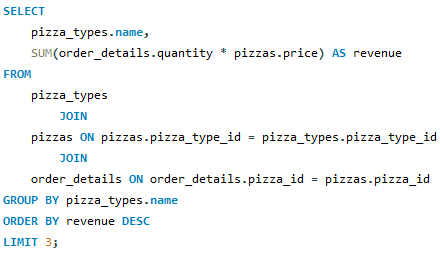 SELECT
    pizza_types.name,
    SUM(order_details.quantity * pizzas.price) AS revenue
FROM
    pizza_types
        JOIN
    pizzas ON pizzas.pizza_type_id = pizza_types.pizza_type_id
        JOIN
    order_details ON order_details.pizza_id = pizzas.pizza_id
GROUP BY pizza_types.name
ORDER BY revenue DESC
LIMIT 3;